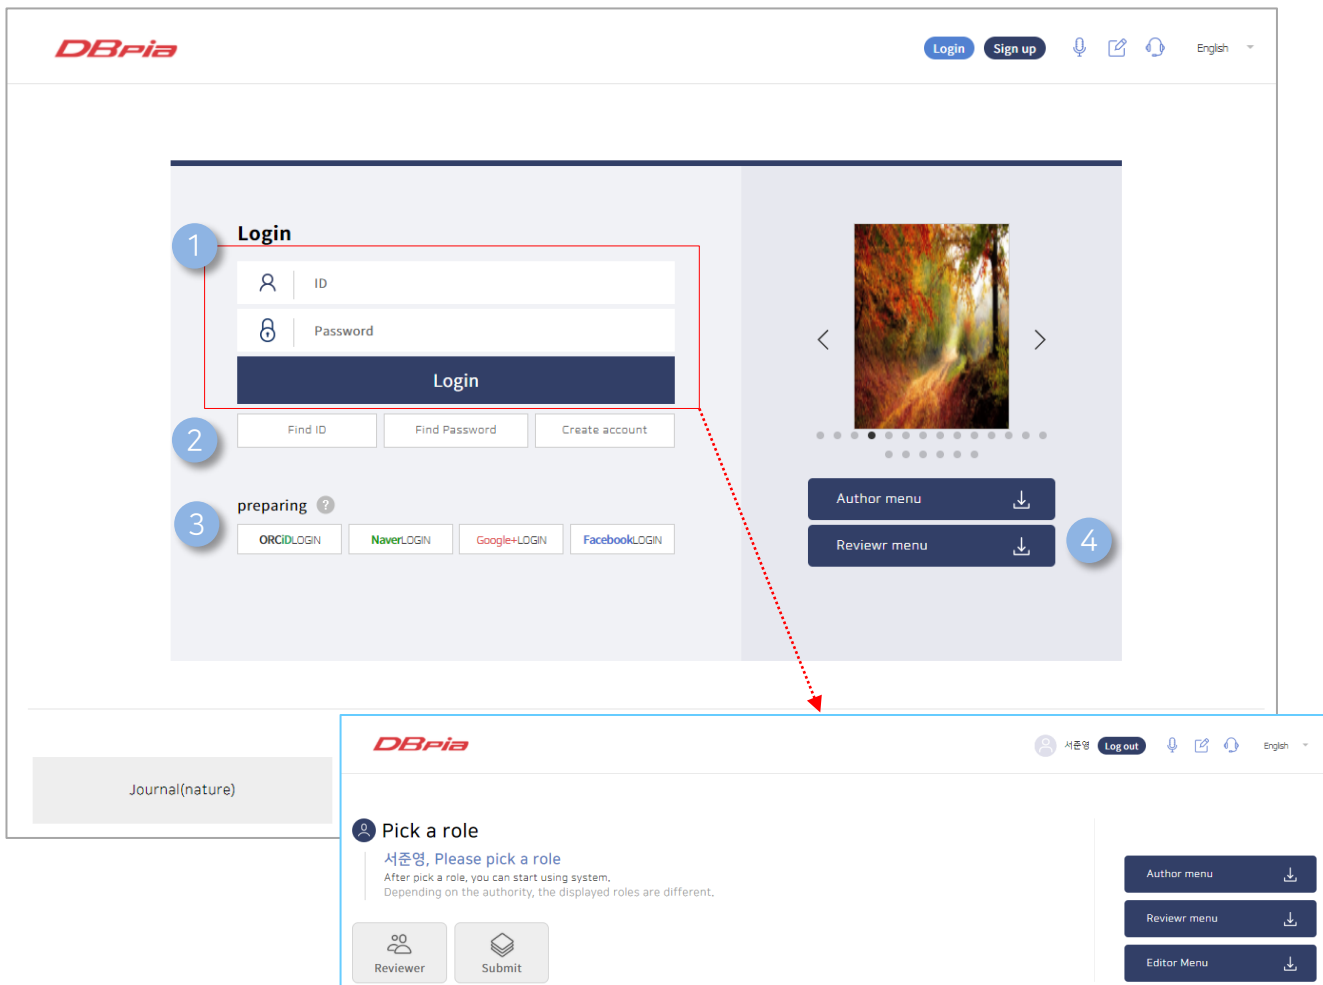 DBpia
Login Sign up English
Login
1
ID
Password
Login
2
Find ID Find Password Create account
preparing ?
3
ORCiDLOGIN NaverLOGIN Google+LOGIN FacebookLOGIN
Author menu
Reviewr menu
4
Journal(nature)
DBpia
서준영 Log out English
Pick a role
서준영, Please pick a role
After pick a role, you can start using system.
Depending on the authority, the displayed roles are different.
Reviewer Submit
Author menu
Reviewr menu
Editor Menu